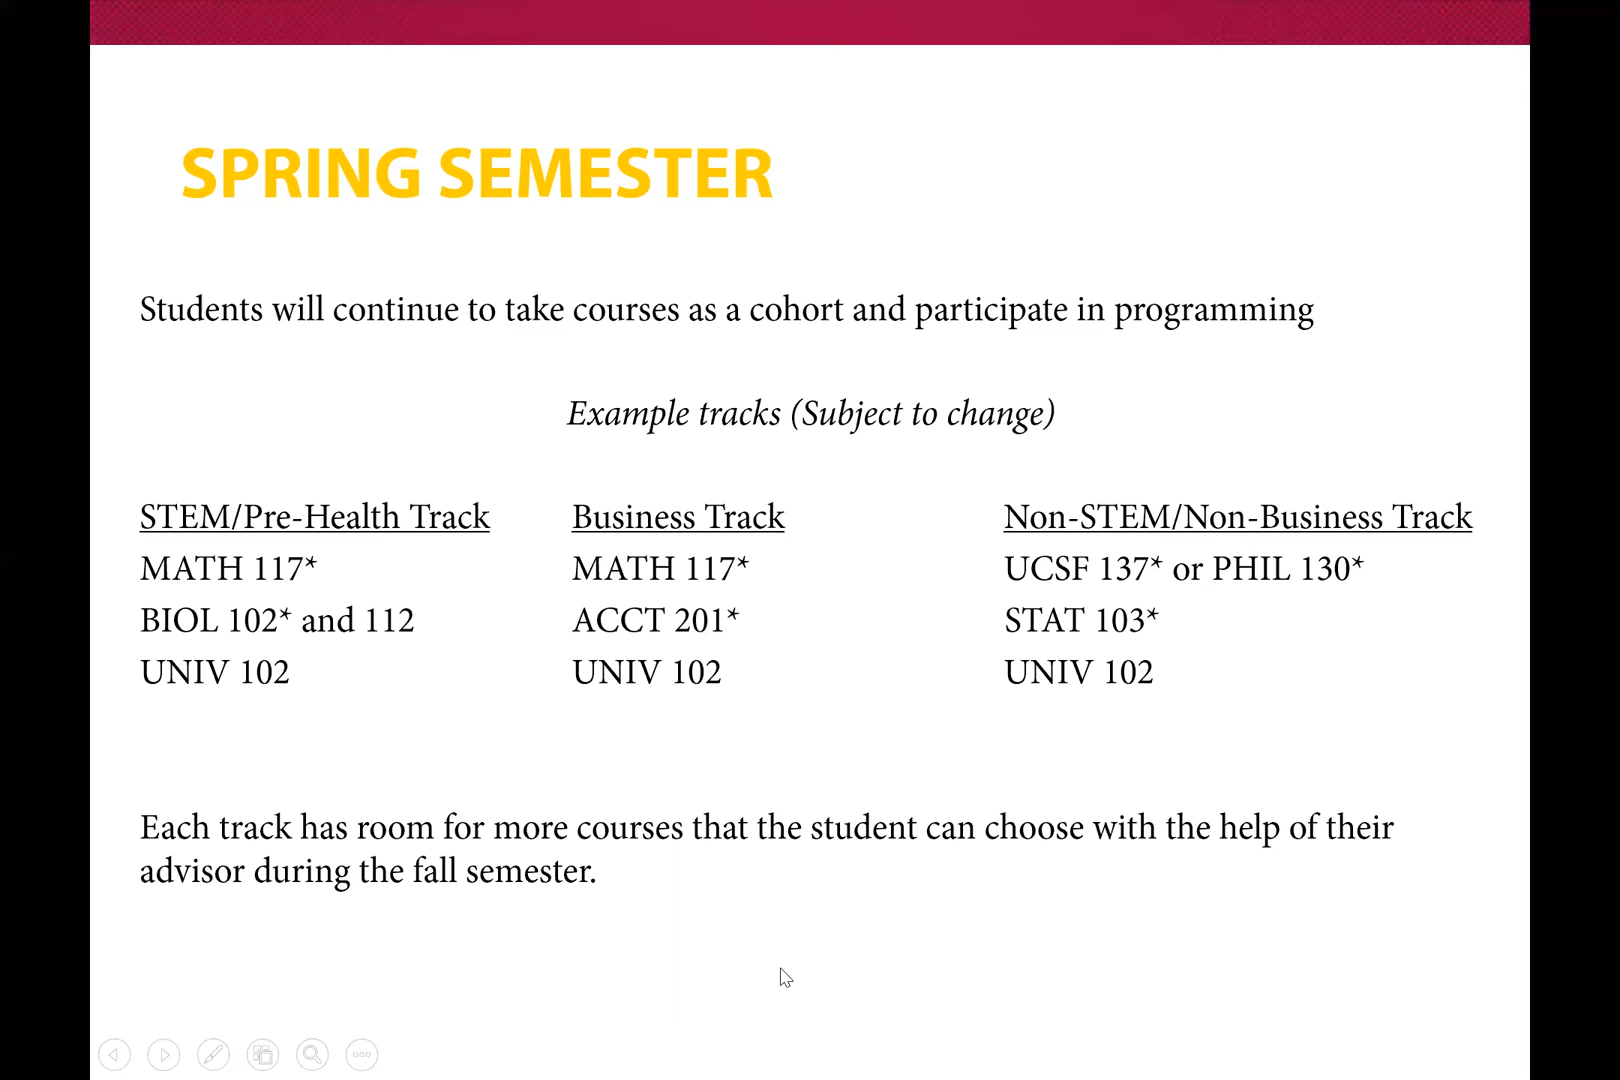 SPRING SEMESTER
Students will continue to take courses as a cohort and participate in programming
Example tracks (Subject to change)
STEM/Pre-Health Track
MATH 117*
BIOL 102* and 112
UNIV 102
Business Track
MATH 117*
ACCT 201*
UNIV 102
Non-STEM/Non-Business Track
UCSF 137* or PHIL 130*
STAT 103*
UNIV 102
Each track has room for more courses that the student can choose with the help of their
advisor during the fall semester.